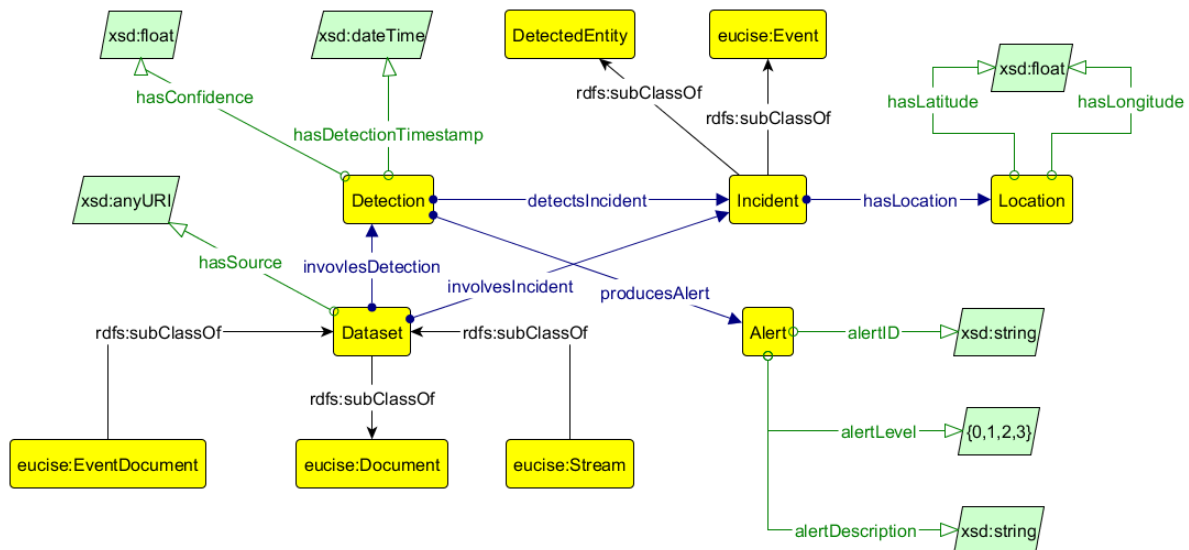 xsd:float
xsd:dateTime
DetectedEntity
eucise:Event
xsd:float
hasConfidence
rdfs:subClassOf
hasLatitude
hasLongitude
rdfs:subClassOf
hasDetectionTimestamp
xsd:anyURI
Detection
detectsIncident
Incident
hasLocation
Location
hasSource
invovlesDetection
involvesIncident
producesAlert
rdfs:subClassOf
Dataset
rdfs:subClassOf
Alert
alertID
xsd:string
rdfs:subClassOf
alertLevel
{0,1,2,3}
eucise:EventDocument
eucise:Document
eucise:Stream
alertDescription
xsd:string